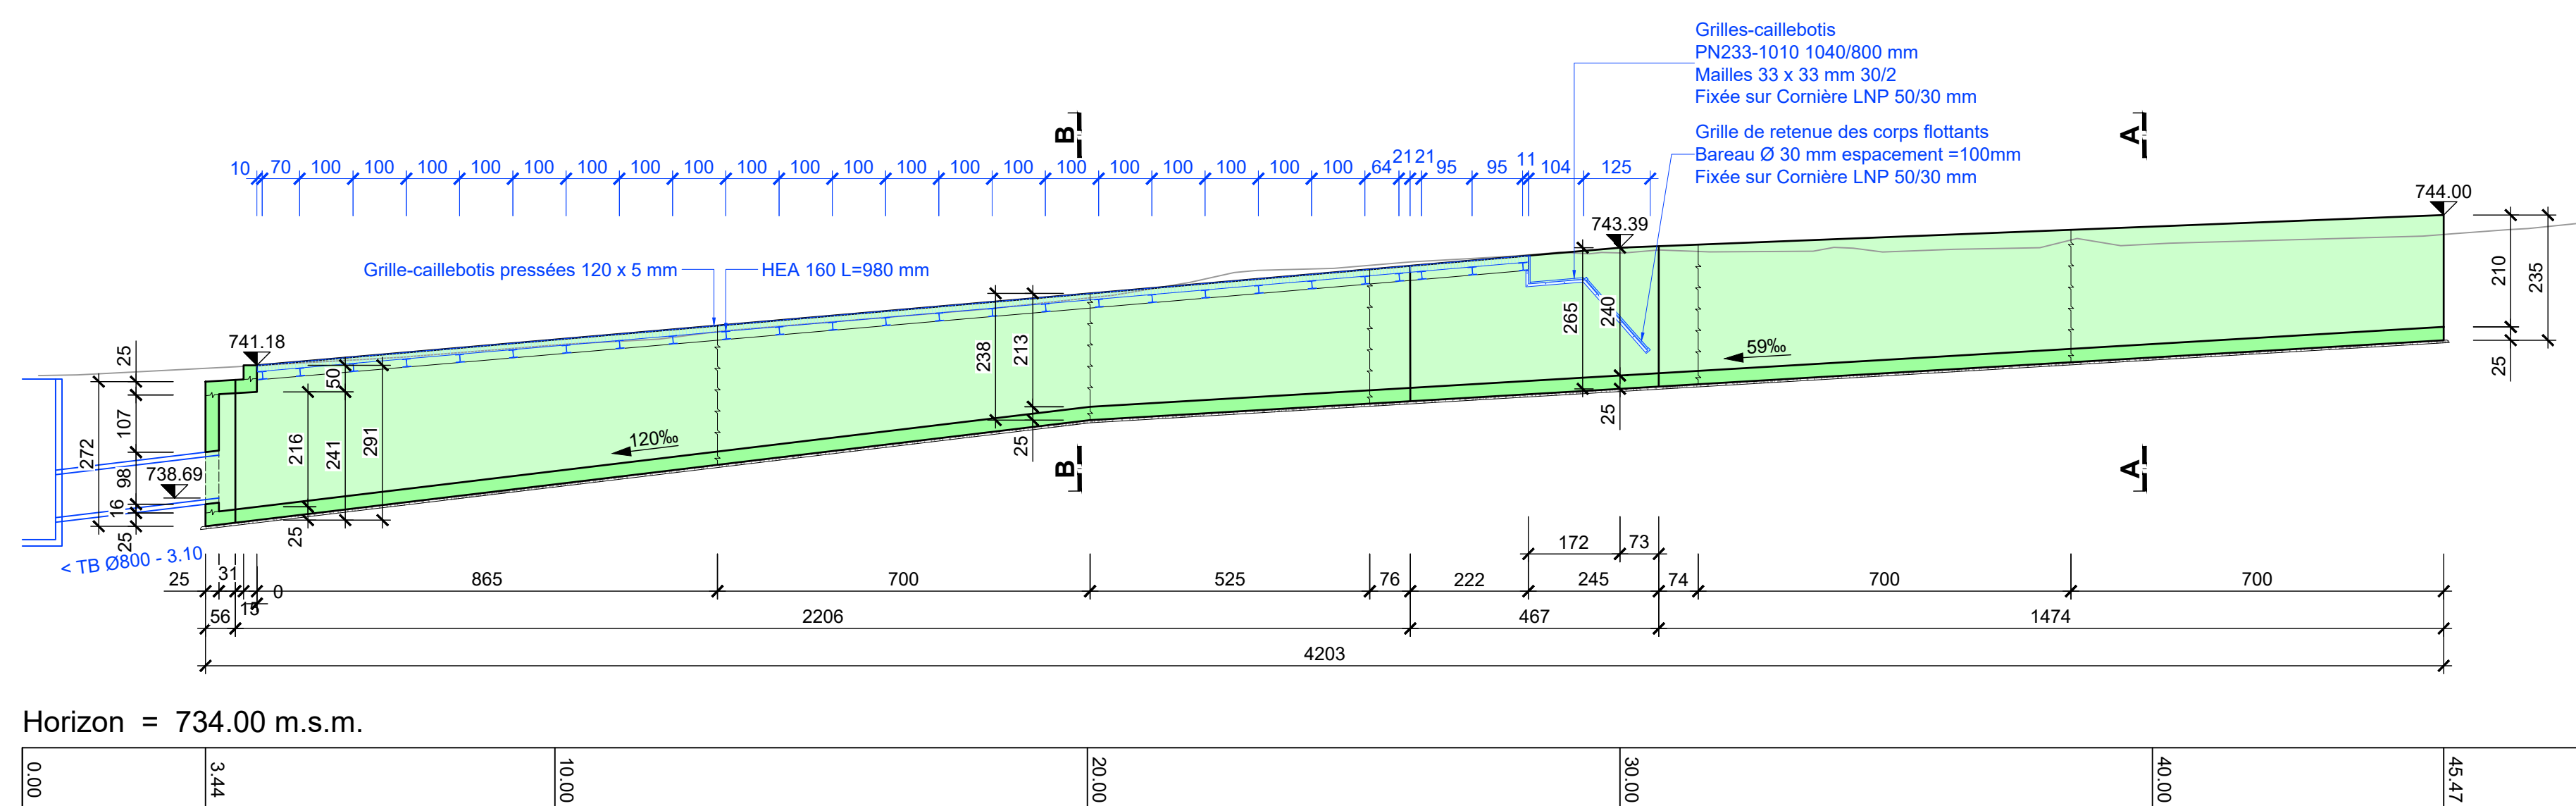 Grilles-caillebotis
PN233-1010 1040/800 mm
Mailles 33 x 33 mm 30/2
Fixée sur Cornière LNP 50/30 mm
Grille de retenue des corps flottants
Bareau Ø 30 mm espacement =100mm
Fixée sur Cornière LNP 50/30 mm
B A
10 70 100 100 100 100 100 100 100 100 100 100 100 100 100 100 100 100 100 100 100 100 64 21 21 95 95 11 104 125
744.00
743.39
Grille-caillebotis pressées 120 x 5 mm
HEA 160 L=980 mm
741.18
210 235
25
25
50
238 213
265 240
59‰
25
107
272
216 241 291
120‰
25
98
738.69
16
25
25
B A
< TB Ø800 - 3.10
172 73
25 31 0 865 700 525 76 222 245 74 700 700
56 15 2206 467 1474
4203
Horizon = 734.00 m.s.m.
0.00 3.44 10.00 20.00 30.00 40.00 45.47